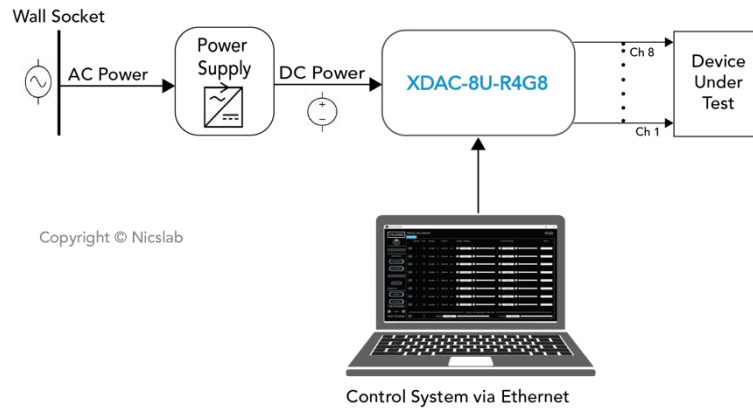 Wall Socket
AC Power
Power
Supply
DC Power
XDAC-8U-R4G8
Ch 8
Ch 1
Device
Under
Test
Copyright © Nicslab
Control System via Ethernet